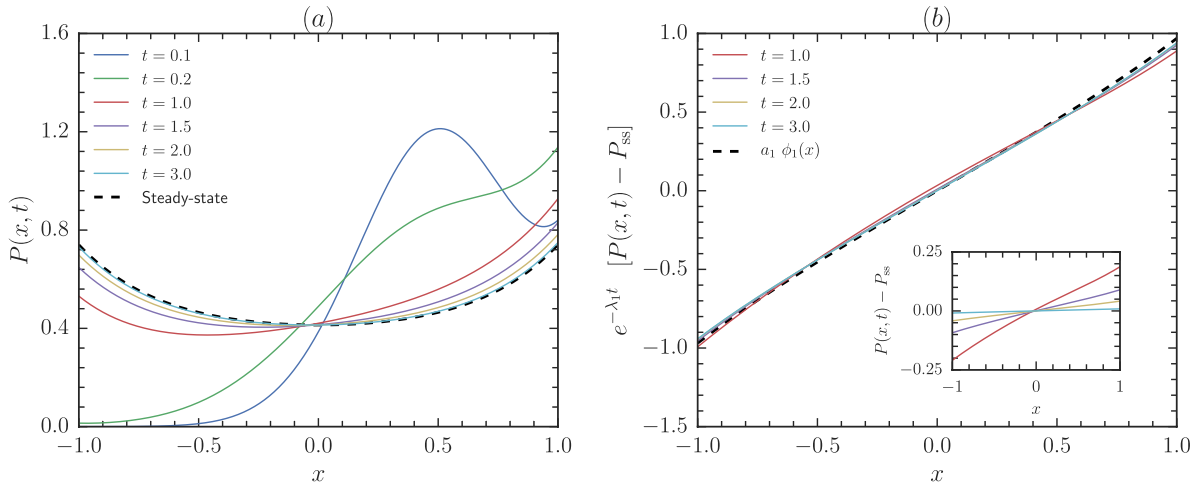 (a)
1.6
1.2
0.8
0.4
0.0
P(x, t)
t = 0.1
t = 0.2
t = 1.0
t = 1.5
t = 2.0
t = 3.0
Steady-state
−1.0
−0.5
0.0
0.5
1.0
x
(b)
1.0
0.5
0.0
−0.5
−1.0
−1.5
e^{−λ₁t} [P(x, t) − P_{ss}]
t = 1.0
t = 1.5
t = 2.0
t = 3.0
a₁ ϕ₁(x)
0.25
0.00
−0.25
P(x, t) − P_{ss}
−1
0
1
x
−1.0
−0.5
0.0
0.5
1.0
x